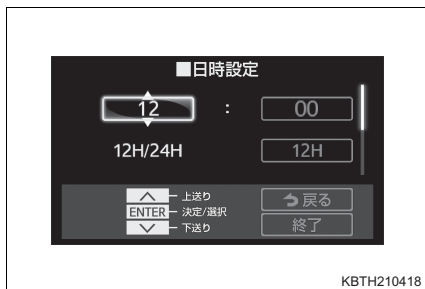 ■日時設定
12 : 00
12H/24H 12H
上送り
ENTER 決定/選択
下送り
戻る
終了
KBTH210418